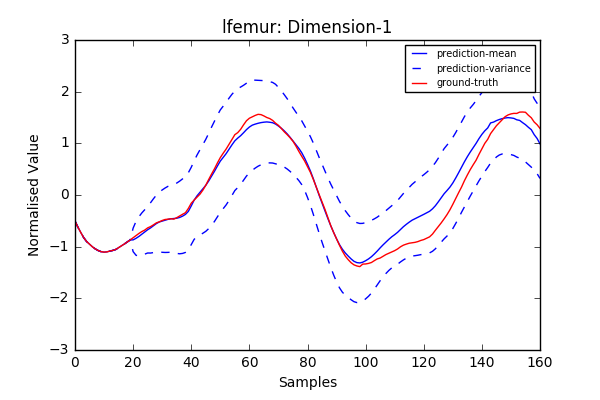 lfemur: Dimension-1
3
2
1
0
−1
−2
−3
Normalised Value
prediction-mean
prediction-variance
ground-truth
0 20 40 60 80 100 120 140 160
Samples